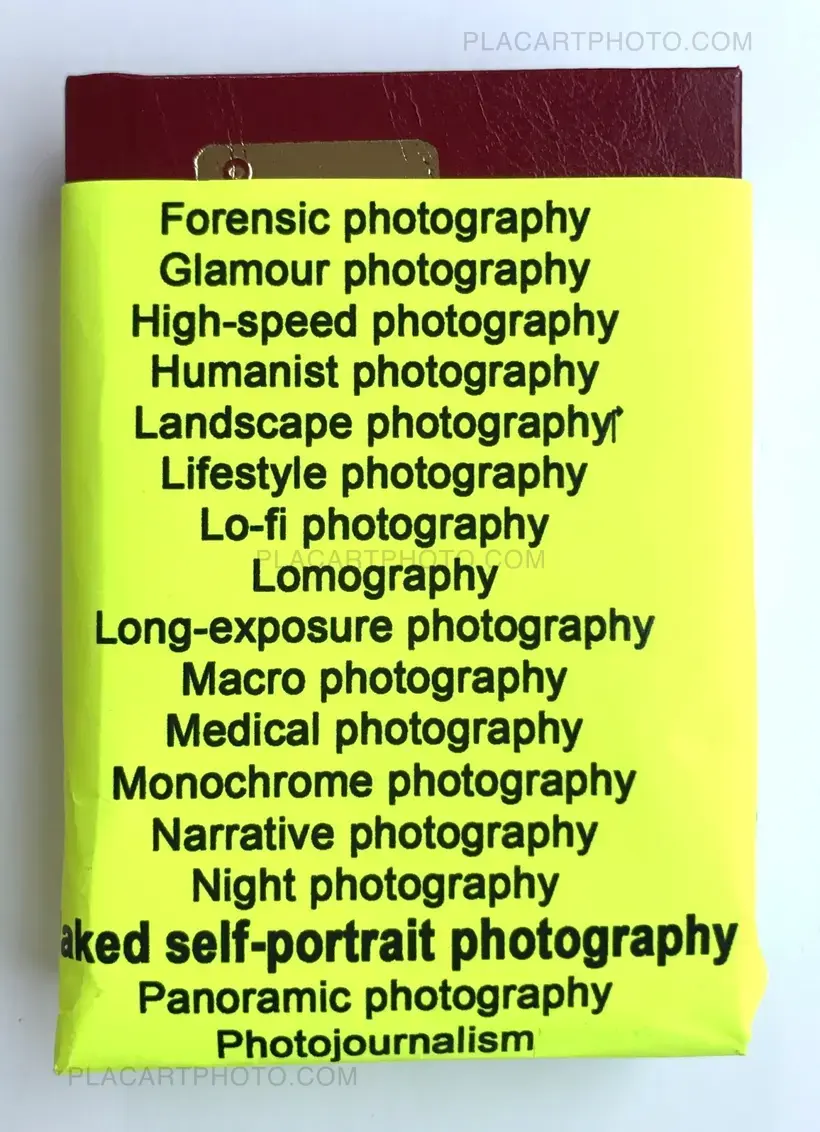 PLACARTPHOTO.COM
Forensic photography
Glamour photography
High-speed photography
Humanist photography
Landscape photography
Lifestyle photography
Lo-fi photography
PLACARTPHOTO.COM
Lomography
Long-exposure photography
Macro photography
Medical photography
Monochrome photography
Narrative photography
Night photography
aked self-portrait photography
Panoramic photography
Photojournalism
PLACARTPHOTO.COM